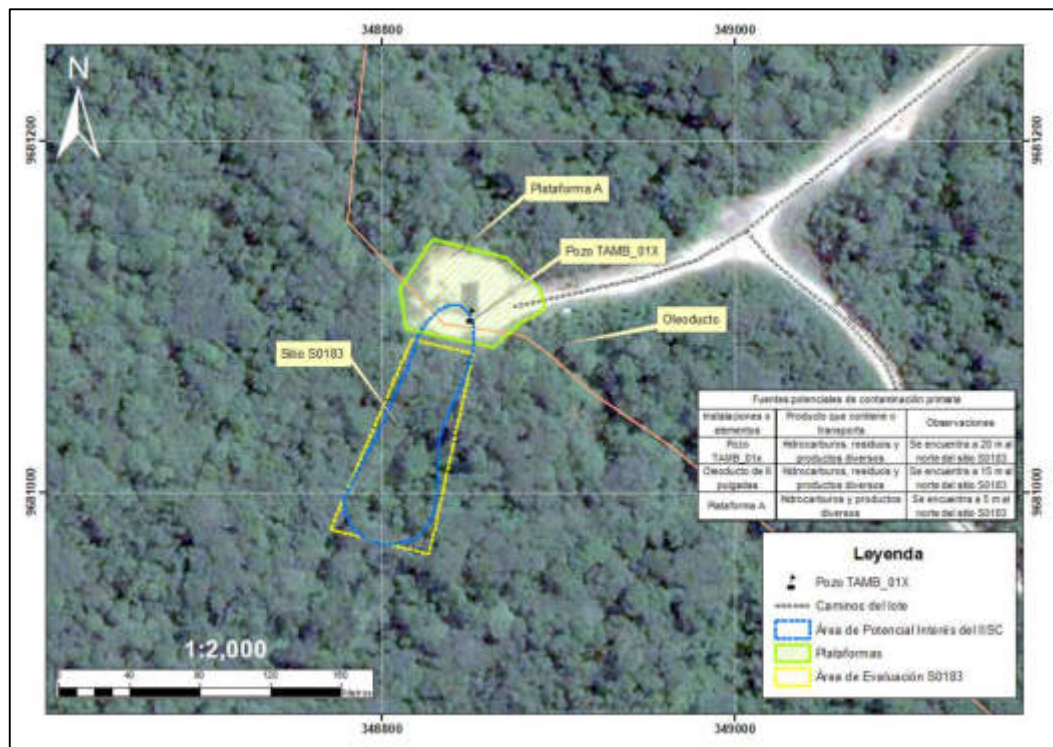 348800 349000
N
9681200 9681200
Plataforma A
Pozo TAMB_01X
Oleoducto
Sitio S0183
Fuentes potenciales de contaminación primaria
Instalaciones o elementos Producto que contiene o transporta Observaciones
Pozo TAMB_01x Hidrocarburos, residuos y productos diversos Se encuentra a 20 m al norte del sitio S0183
Oleoducto de 8 pulgadas Hidrocarburos, residuos y productos diversos Se encuentra a 15 m al norte del sitio S0183
Plataforma A Hidrocarburos y productos diversos Se encuentra a 5 m al norte del sitio S0183
9681000 9681000
Leyenda
Pozo TAMB_01X
Caminos del lote
Área de Potencial Interés del IISC
Plataformas
Área de Evaluación S0183
1:2,000
0 40 80 120 160
Metros
348800 349000